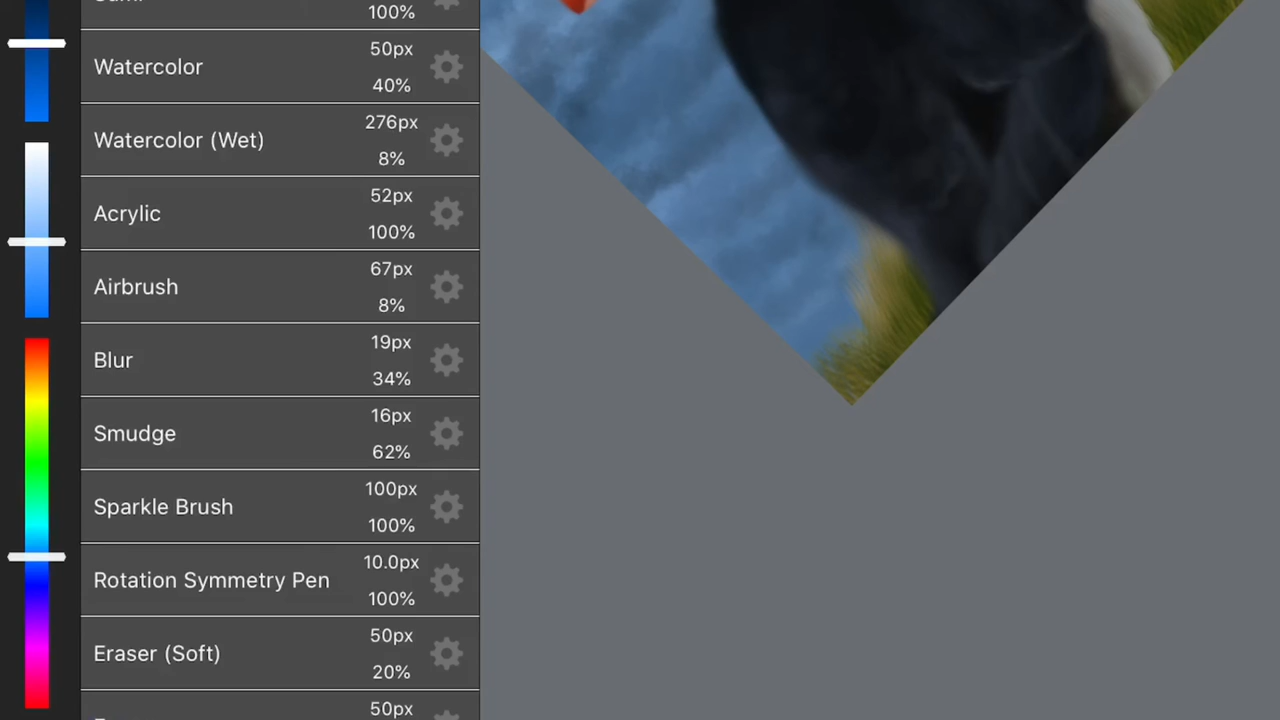 100%
Watercolor
50px
40%
Watercolor (Wet)
276px
8%
Acrylic
52px
100%
Airbrush
67px
8%
Blur
19px
34%
Smudge
16px
62%
Sparkle Brush
100px
100%
Rotation Symmetry Pen
10.0px
100%
Eraser (Soft)
50px
20%
50px